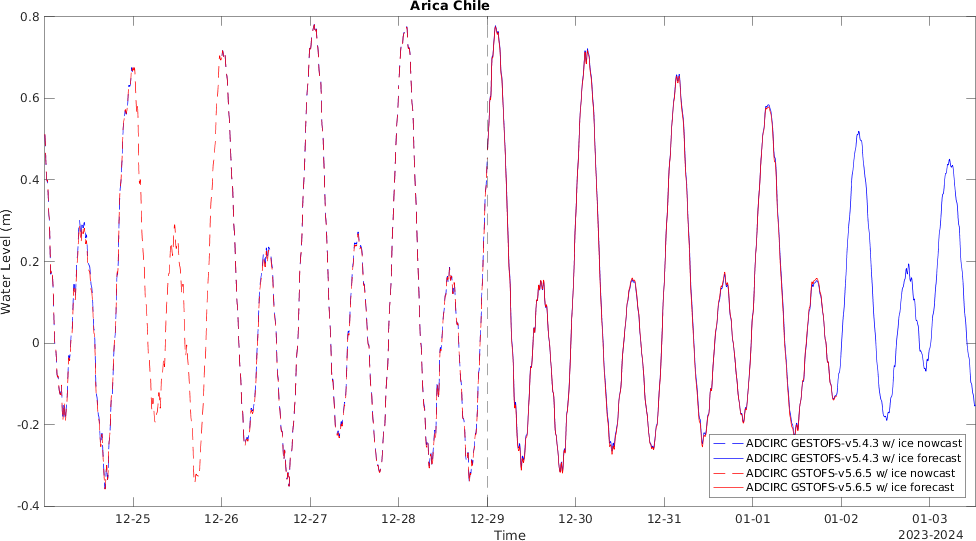 Arica Chile
0.8
0.6
0.4
0.2
0
-0.2
-0.4
Water Level (m)
12-25 12-26 12-27 12-28 12-29 12-30 12-31 01-01 01-02 01-03
Time
2023-2024
ADCIRC GESTOFS-v5.4.3 w/ ice nowcast
ADCIRC GESTOFS-v5.4.3 w/ ice forecast
ADCIRC GSTOFS-v5.6.5 w/ ice nowcast
ADCIRC GSTOFS-v5.6.5 w/ ice forecast